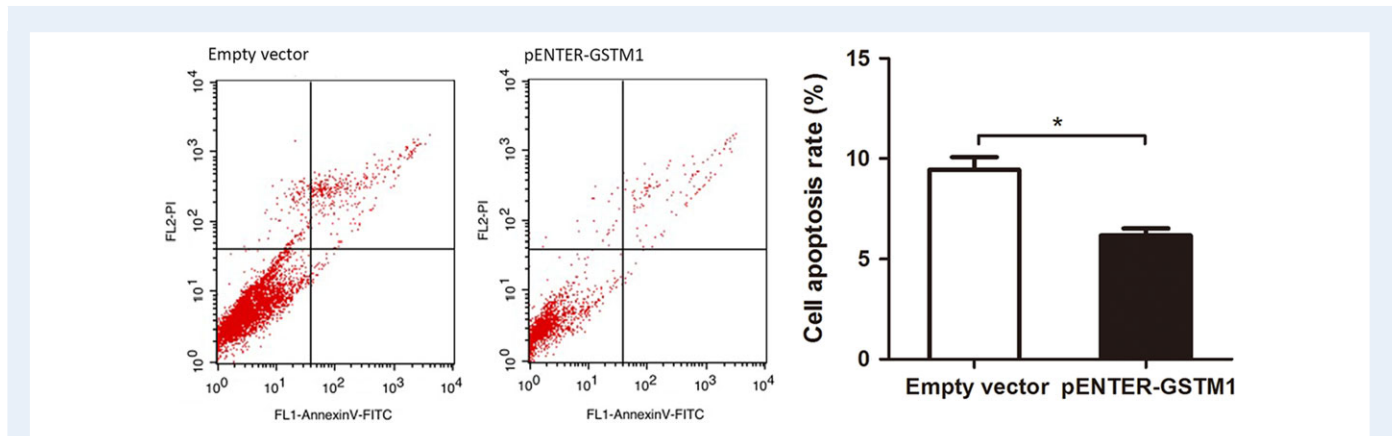 Empty vector
10^4
10^3
10^2
10^1
10^0
FL2-PI
10^0 10^1 10^2 10^3 10^4
FL1-AnnexinV-FITC
pENTER-GSTM1
10^4
10^3
10^2
10^1
10^0
FL2-PI
10^0 10^1 10^2 10^3 10^4
FL1-AnnexinV-FITC
Cell apoptosis rate (%)
15
10
5
0
*
Empty vector pENTER-GSTM1